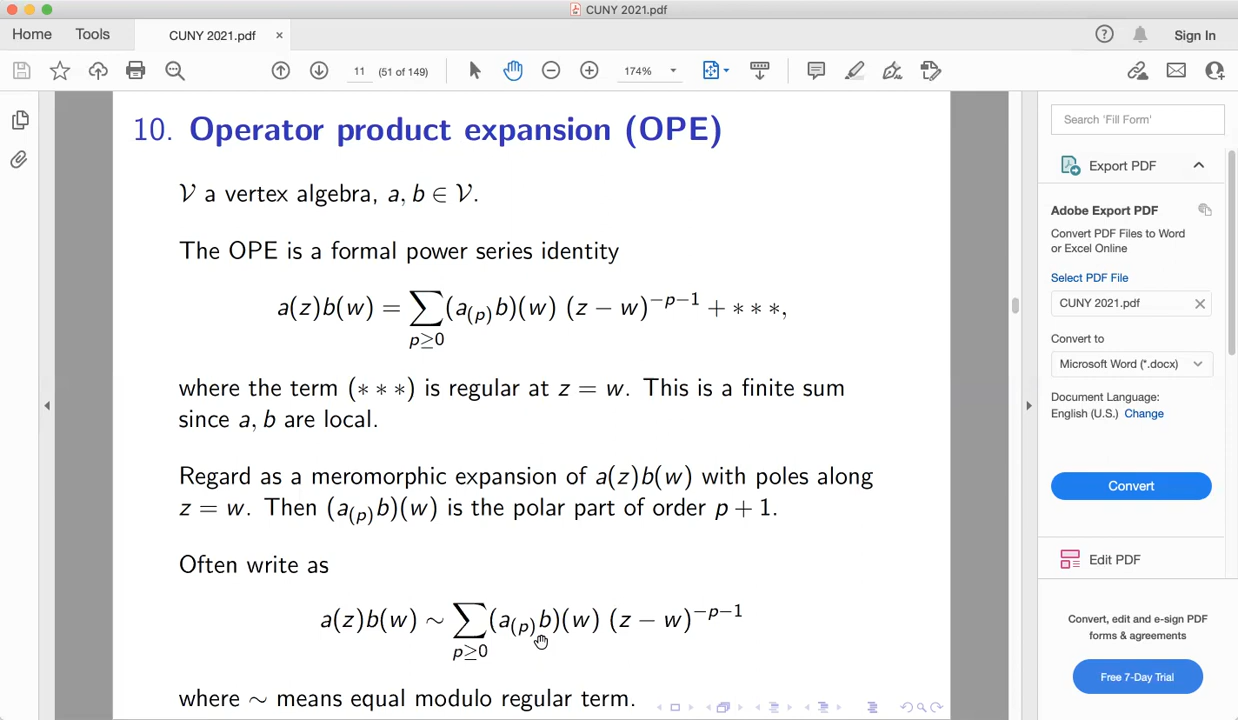 CUNY 2021.pdf
Home Tools CUNY 2021.pdf × Sign In
11 (51 of 149) 174%
10. Operator product expansion (OPE)
𝒱 a vertex algebra, a, b ∈ 𝒱.
The OPE is a formal power series identity
a(z)b(w) = ∑_{p≥0} (a_{(p)}b)(w) (z − w)^{−p−1} + ∗ ∗ ∗,
where the term (∗ ∗ ∗) is regular at z = w. This is a finite sum
since a, b are local.
Regard as a meromorphic expansion of a(z)b(w) with poles along
z = w. Then (a_{(p)}b)(w) is the polar part of order p + 1.
Often write as
a(z)b(w) ∼ ∑_{p≥0} (a_{(p)}b)(w) (z − w)^{−p−1}
where ∼ means equal modulo regular term.
Search 'Fill Form'
Export PDF
Adobe Export PDF
Convert PDF Files to Word
or Excel Online
Select PDF File
CUNY 2021.pdf ×
Convert to
Microsoft Word (*.docx)
Document Language:
English (U.S.) Change
Convert
Edit PDF
Convert, edit and e-sign PDF
forms & agreements
Free 7-Day Trial